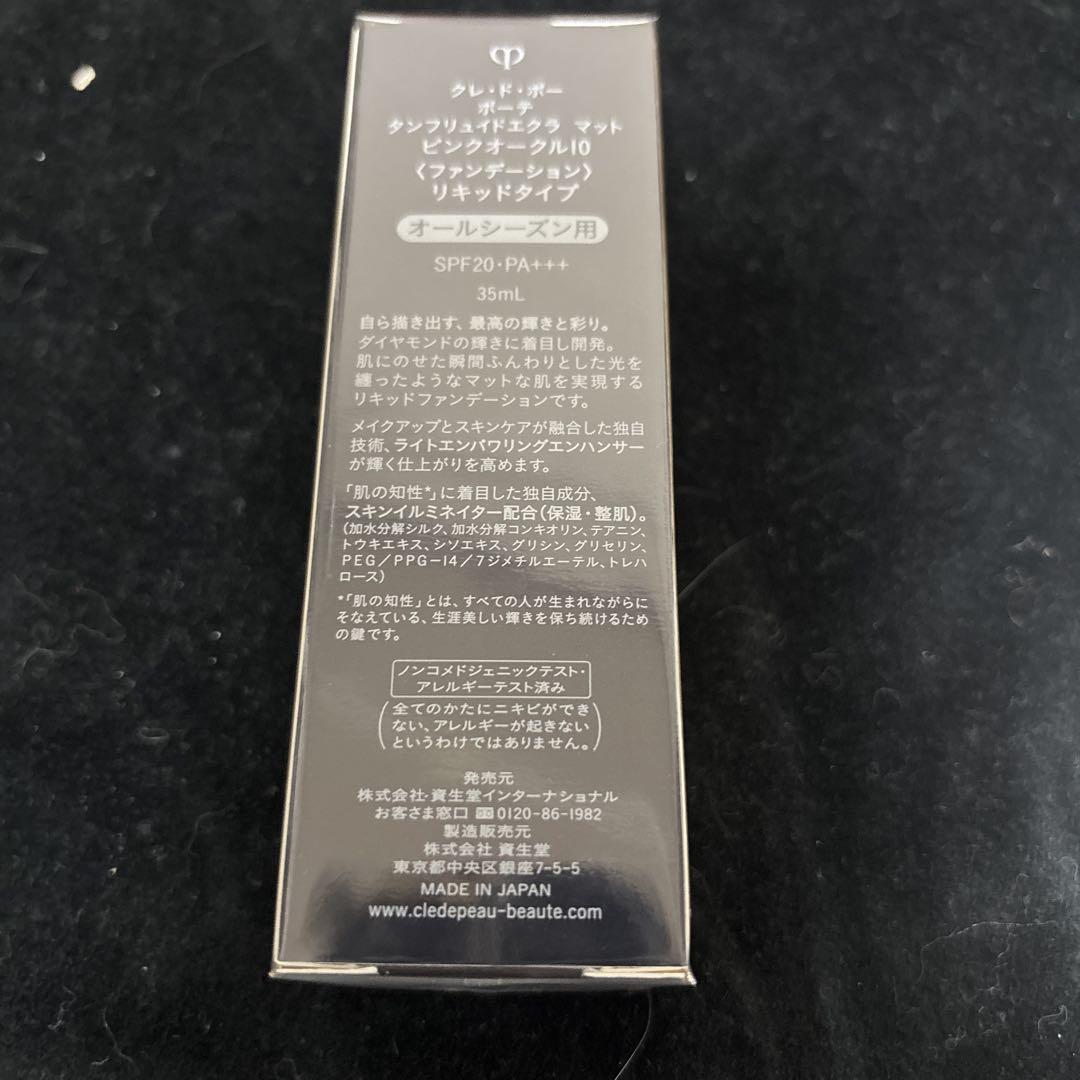 クレ・ド・ポー
ボーテ
タンフリュイドエクラ マット
ピンクオークル10
〈ファンデーション〉
リキッドタイプ
オールシーズン用
SPF20・PA+++
35mL
自ら描き出す、最高の輝きと彩り。
ダイヤモンドの輝きに着目し開発。
肌にのせた瞬間ふんわりとした光を
纏ったようなマットな肌を実現する
リキッドファンデーションです。
メイクアップとスキンケアが融合した独自
技術、ライトエンパワリングエンハンサー
が輝く仕上がりを高めます。
「肌の知性*」に着目した独自成分、
スキンイルミネイター配合(保湿・整肌)。
(加水分解シルク、加水分解コンキオリン、テアニン、
トウキエキス、シソエキス、グリシン、グリセリン、
PEG/PPG-14/7ジメチルエーテル、トレハ
ロース)
*「肌の知性」とは、すべての人が生まれながらに
そなえている、生涯美しい輝きを保ち続けるため
の鍵です。
ノンコメドジェニックテスト・
アレルギーテスト済み
(全てのかたにニキビができ
ない、アレルギーが起きない
というわけではありません。)
発売元
株式会社 資生堂インターナショナル
お客さま窓口 0120-86-1982
製造販売元
株式会社 資生堂
東京都中央区銀座7-5-5
MADE IN JAPAN
www.cledepeau-beaute.com